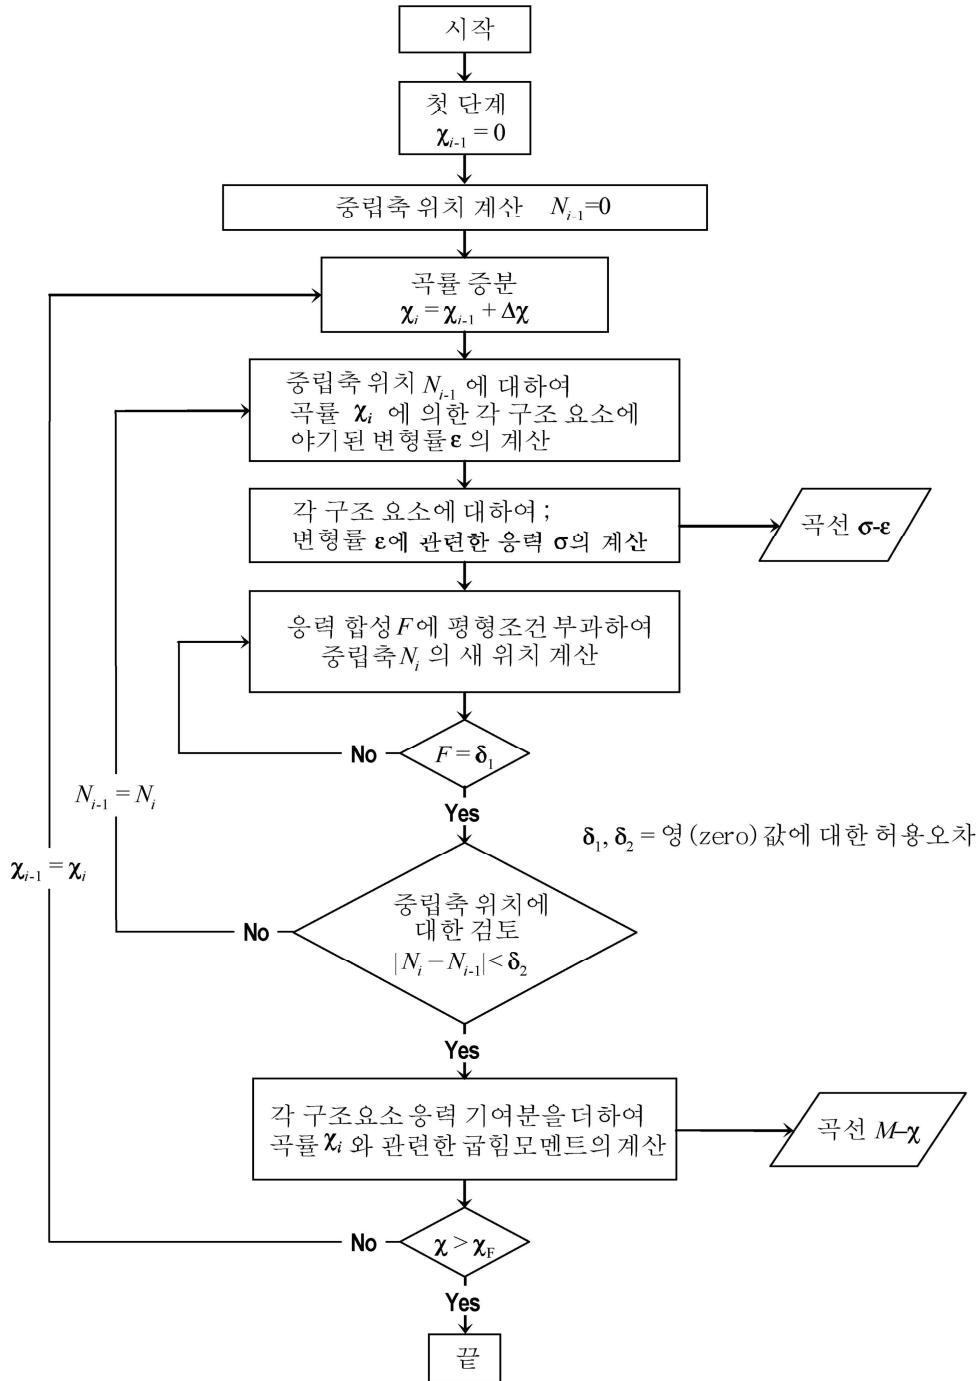 시작
첫 단계
χᵢ₋₁ = 0
중립축 위치 계산 Nᵢ₋₁=0
곡률 증분
χᵢ = χᵢ₋₁ + Δχ
중립축 위치 Nᵢ₋₁ 에 대하여
곡률 χᵢ 에 의한 각 구조 요소에
야기된 변형률 ε 의 계산
각 구조 요소에 대하여 ;
변형률 ε에 관련한 응력 σ의 계산
곡선 σ-ε
응력 합성 F에 평형조건 부과하여
중립축 Nᵢ 의 새 위치 계산
No
F = δ₁
Yes
Nᵢ₋₁ = Nᵢ
δ₁, δ₂ = 영 (zero) 값에 대한 허용오차
χᵢ₋₁ = χᵢ
No
중립축 위치에
대한 검토
|Nᵢ − Nᵢ₋₁| < δ₂
Yes
각 구조요소 응력 기여분을 더하여
곡률 χᵢ 와 관련한 굽힘모멘트의 계산
곡선 M–χ
No
χ > χF
Yes
끝